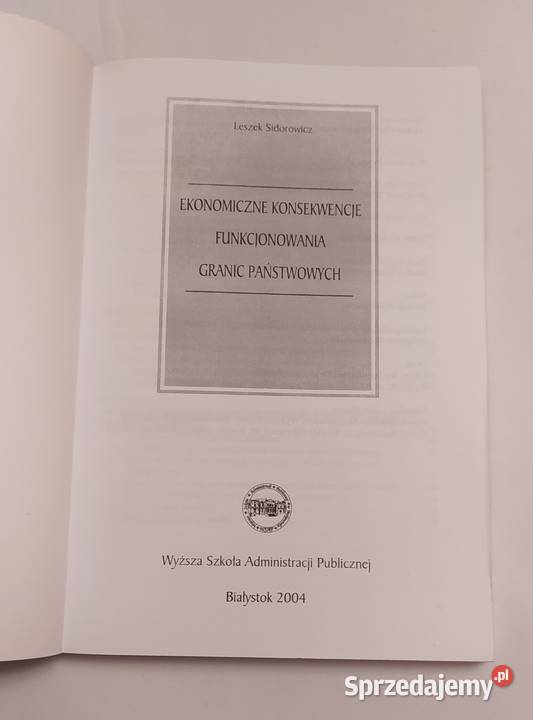 Leszek Sidorowicz
EKONOMICZNE KONSEKWENCJE
FUNKCJONOWANIA
GRANIC PAŃSTWOWYCH
Wyższa Szkoła Administracji Publicznej
Białystok 2004
Sprzedajemy.pl